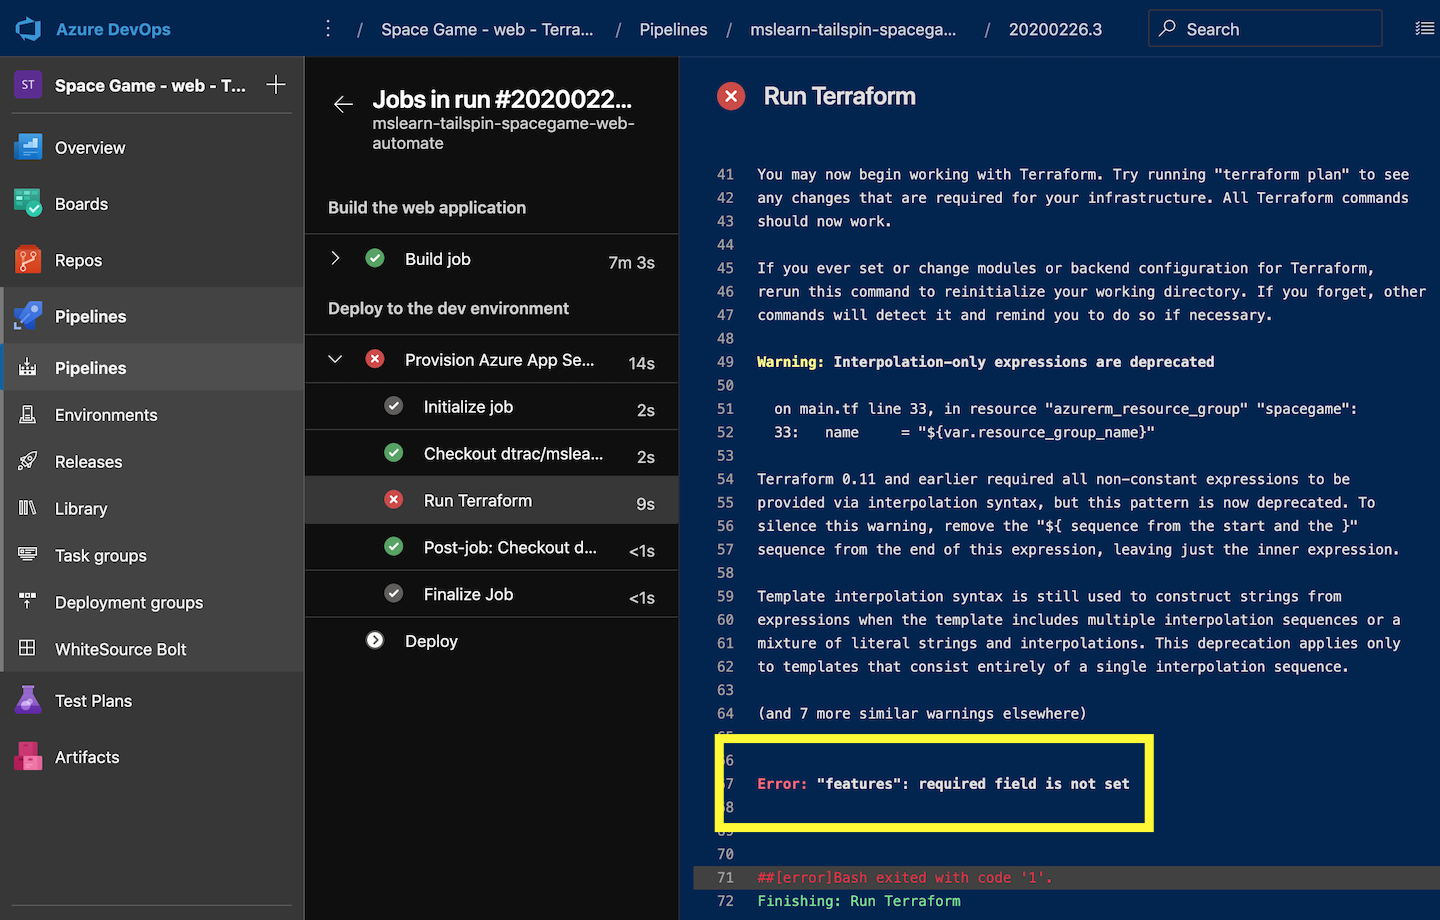 Azure DevOps
/ Space Game - web - Terra... / Pipelines / mslearn-tailspin-spacega... / 20200226.3
Search
ST Space Game - web - T...
Overview
Boards
Repos
Pipelines
Pipelines
Environments
Releases
Library
Task groups
Deployment groups
WhiteSource Bolt
Test Plans
Artifacts
Jobs in run #2020022...
mslearn-tailspin-spacegame-web-
automate
Build the web application
Build job 7m 3s
Deploy to the dev environment
Provision Azure App Se... 14s
Initialize job 2s
Checkout dtrac/mslea... 2s
Run Terraform 9s
Post-job: Checkout d... <1s
Finalize Job <1s
Deploy
Run Terraform
41 You may now begin working with Terraform. Try running "terraform plan" to see
42 any changes that are required for your infrastructure. All Terraform commands
43 should now work.
44
45 If you ever set or change modules or backend configuration for Terraform,
46 rerun this command to reinitialize your working directory. If you forget, other
47 commands will detect it and remind you to do so if necessary.
48
49 Warning: Interpolation-only expressions are deprecated
50
51 on main.tf line 33, in resource "azurerm_resource_group" "spacegame":
52 33: name = "${var.resource_group_name}"
53
54 Terraform 0.11 and earlier required all non-constant expressions to be
55 provided via interpolation syntax, but this pattern is now deprecated. To
56 silence this warning, remove the "${ sequence from the start and the }"
57 sequence from the end of this expression, leaving just the inner expression.
58
59 Template interpolation syntax is still used to construct strings from
60 expressions when the template includes multiple interpolation sequences or a
61 mixture of literal strings and interpolations. This deprecation applies only
62 to templates that consist entirely of a single interpolation sequence.
63
64 (and 7 more similar warnings elsewhere)
65
66
67 Error: "features": required field is not set
68
69
70
71 ##[error]Bash exited with code '1'.
72 Finishing: Run Terraform